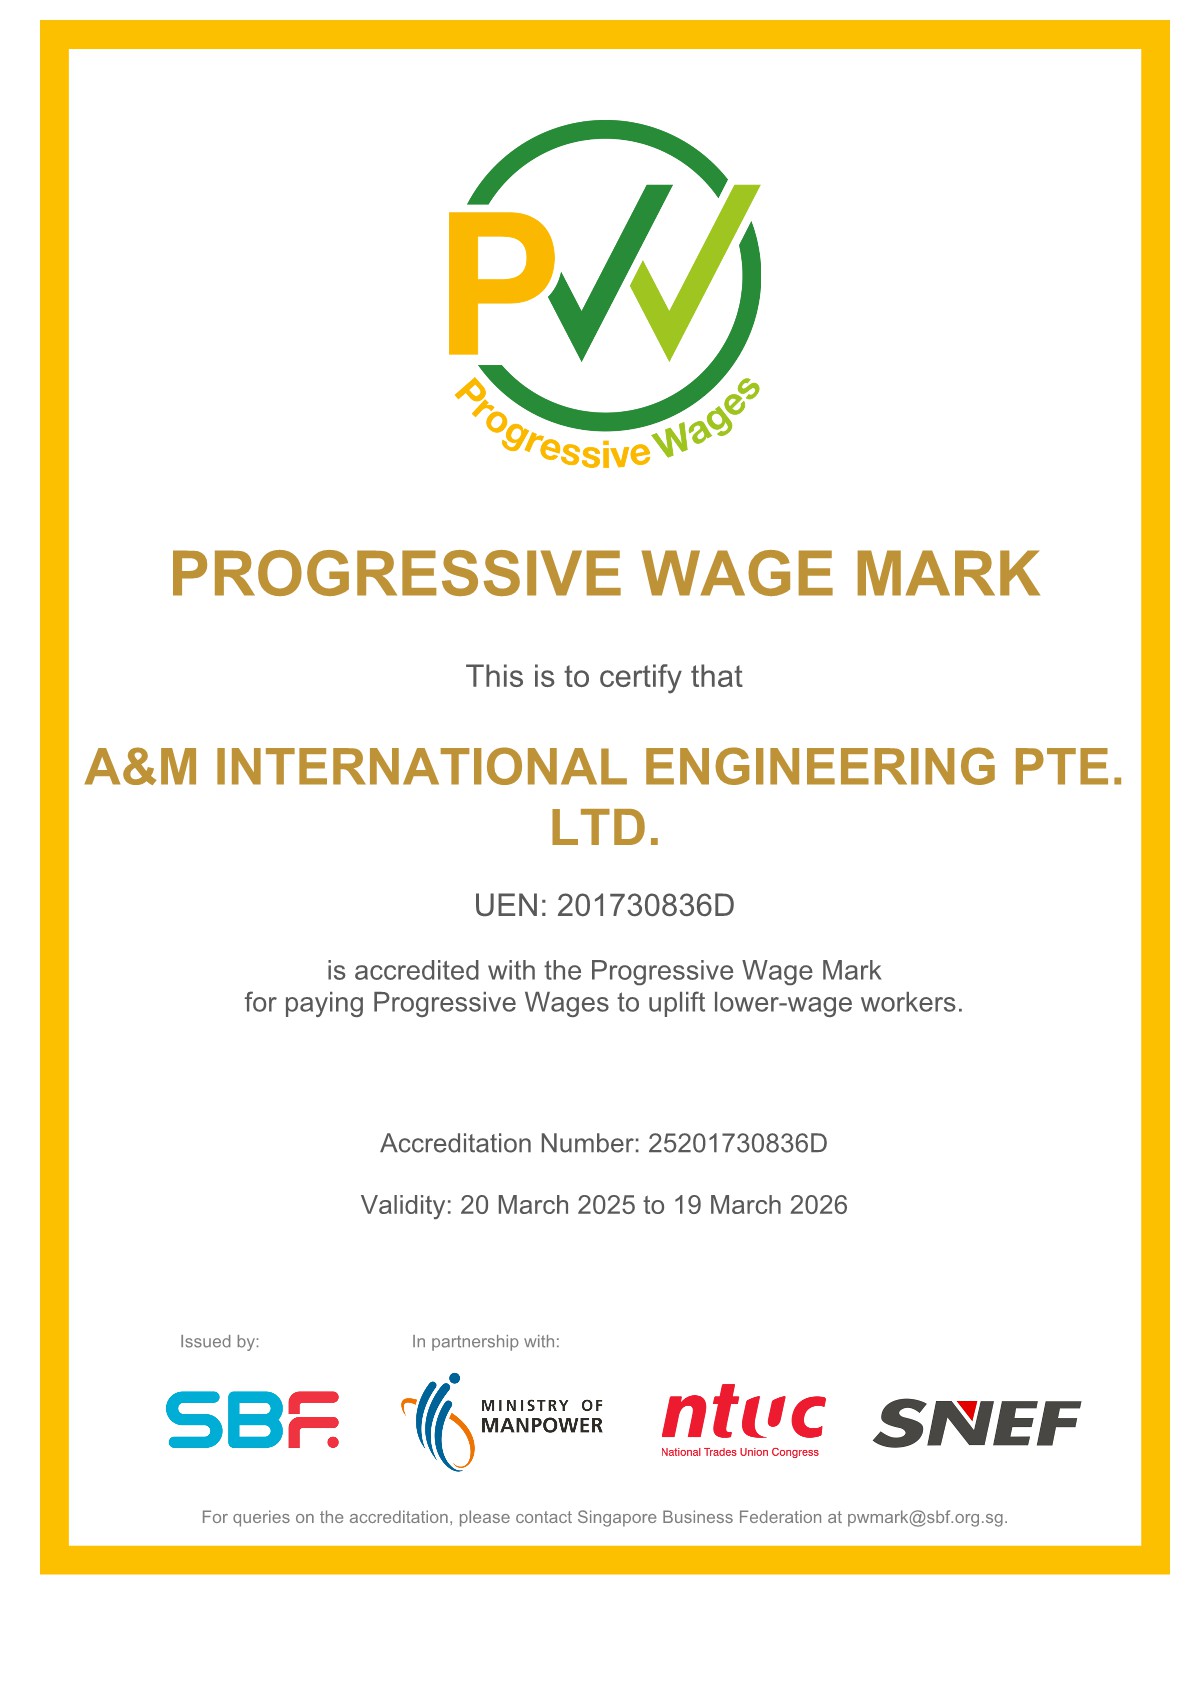 PW
Progressive Wages
PROGRESSIVE WAGE MARK
This is to certify that
A&M INTERNATIONAL ENGINEERING PTE.
LTD.
UEN: 201730836D
is accredited with the Progressive Wage Mark
for paying Progressive Wages to uplift lower-wage workers.
Accreditation Number: 25201730836D
Validity: 20 March 2025 to 19 March 2026
Issued by:
In partnership with:
SBF.
MINISTRY OF
MANPOWER
ntuc
National Trades Union Congress
SNEF
For queries on the accreditation, please contact Singapore Business Federation at pwmark@sbf.org.sg.